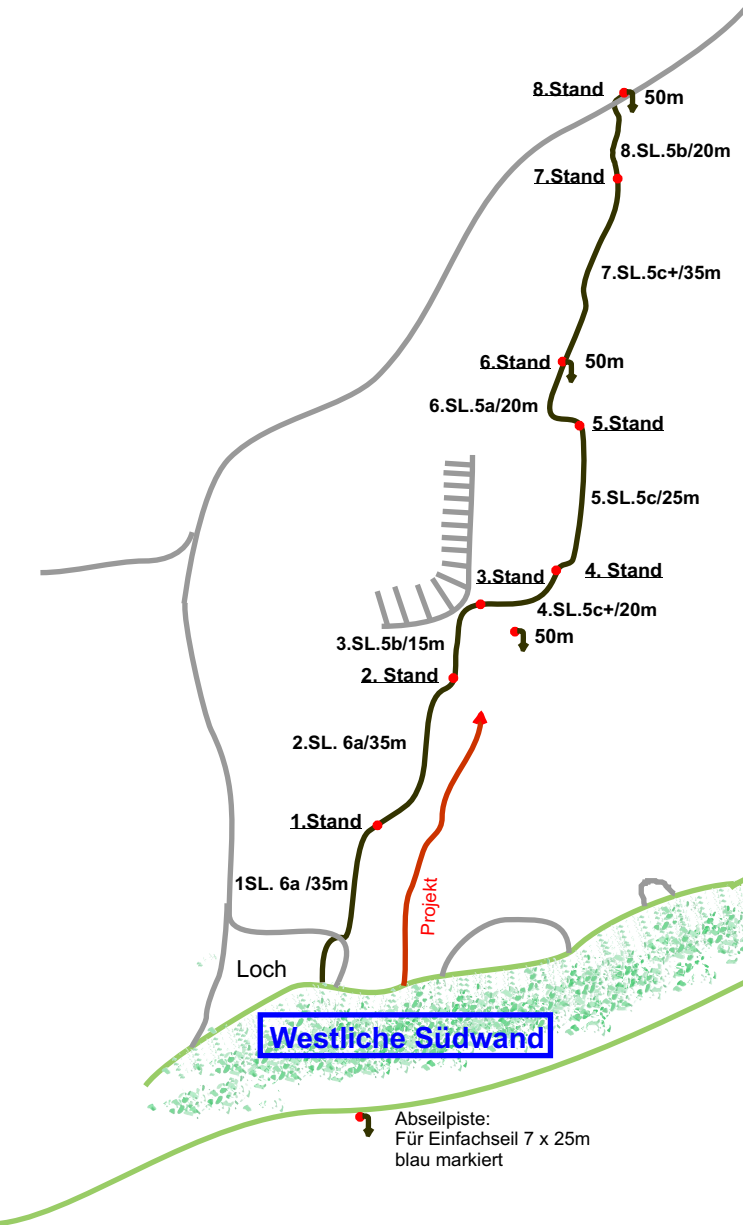 8.Stand
50m
8.SL.5b/20m
7.Stand
7.SL.5c+/35m
6.Stand
50m
6.SL.5a/20m
5.Stand
5.SL.5c/25m
4. Stand
3.Stand
4.SL.5c+/20m
50m
3.SL.5b/15m
2. Stand
2.SL. 6a/35m
1.Stand
1SL. 6a /35m
Projekt
Loch
Westliche Südwand
Abseilpiste:
Für Einfachseil 7 x 25m
blau markiert